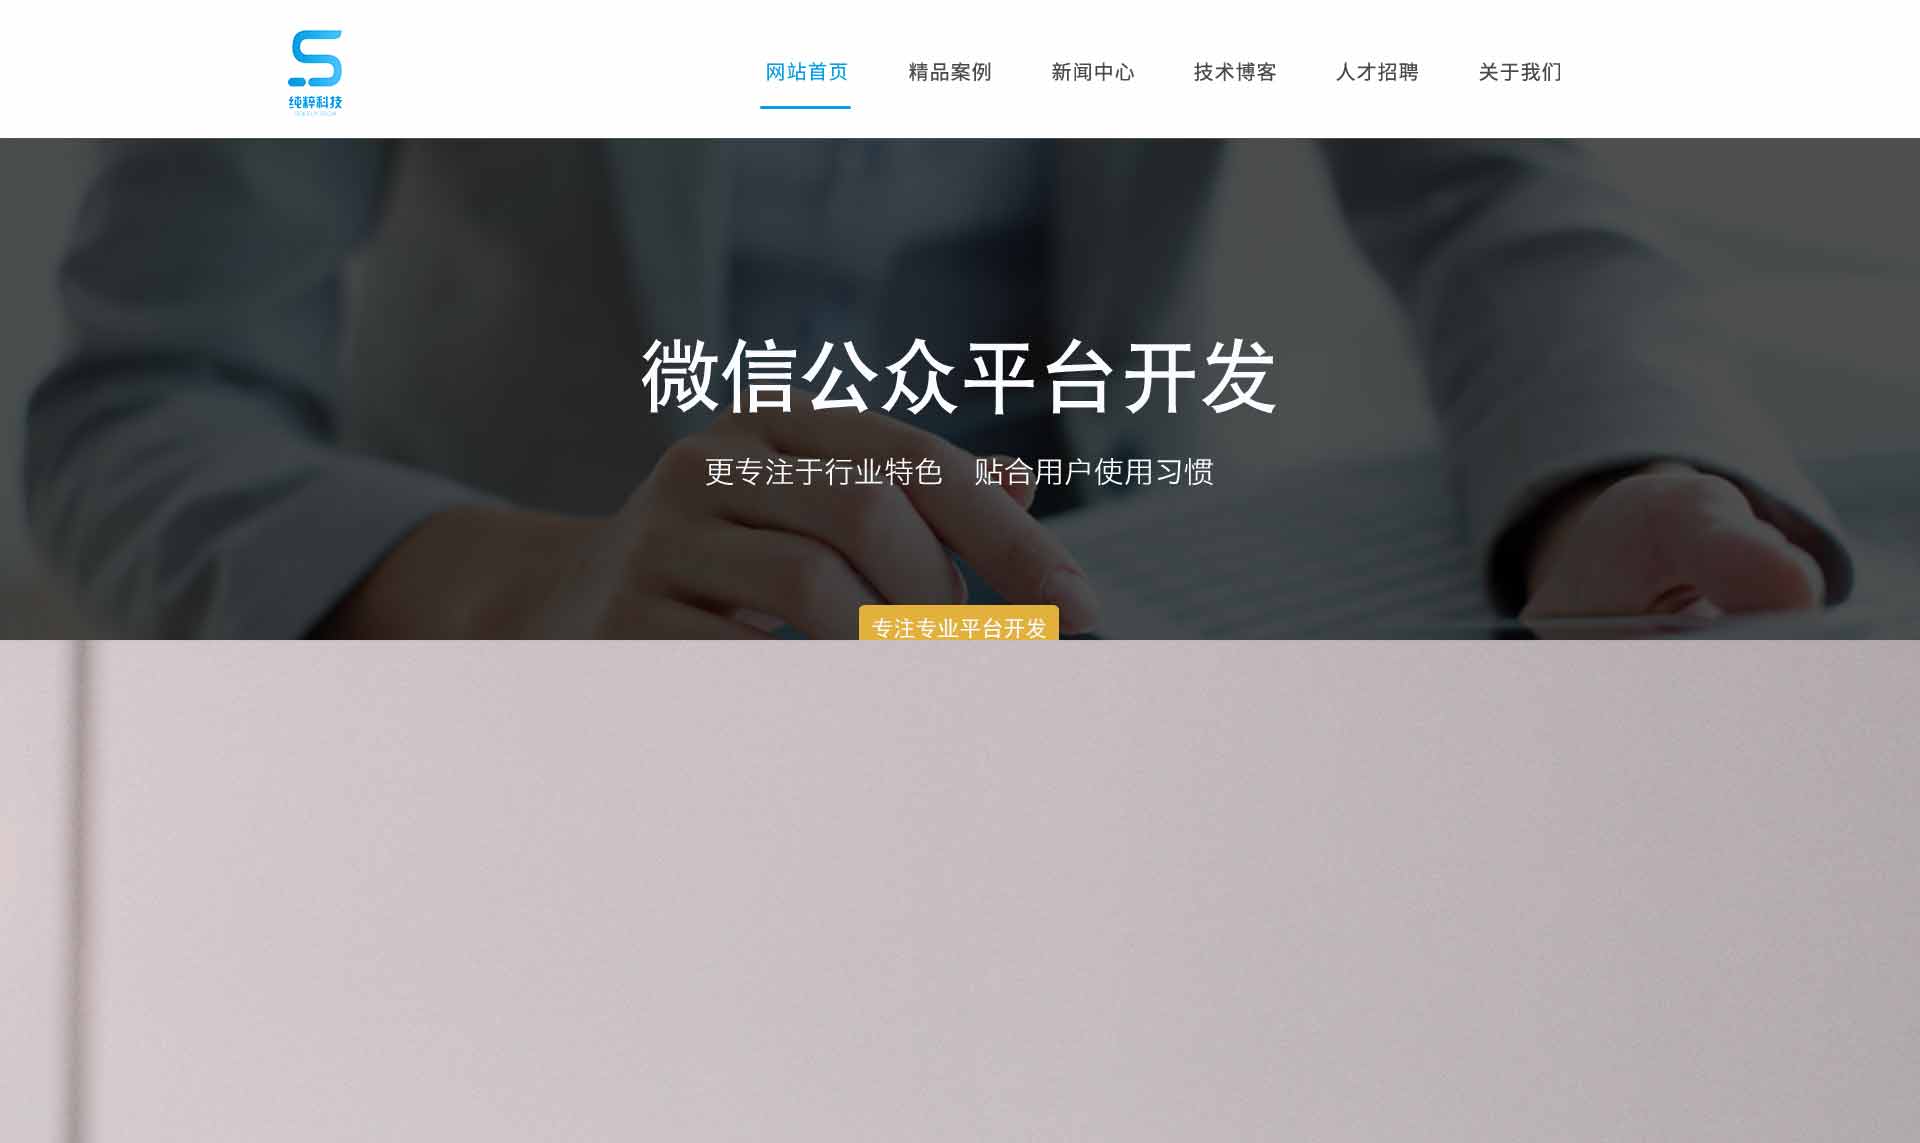 纯粹科技
网站首页
精品案例
新闻中心
技术博客
人才招聘
关于我们
微信公众平台开发
更专注于行业特色 贴合用户使用习惯
专注专业平台开发